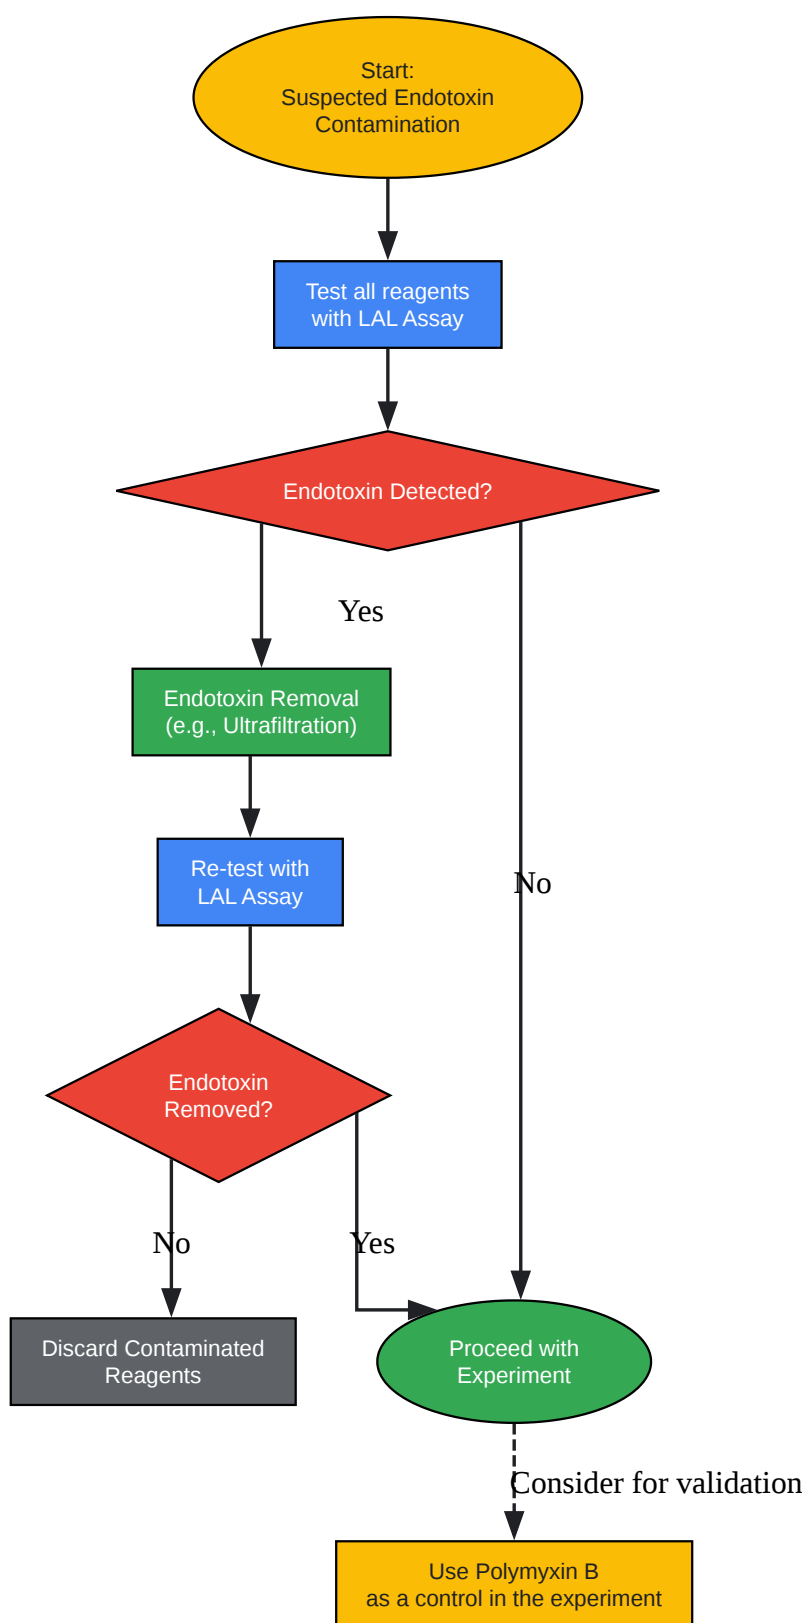 Start:
Suspected Endotoxin
Contamination
Test all reagents
with LAL Assay
Endotoxin Detected?
Yes
Endotoxin Removal
(e.g., Ultrafiltration)
Re-test with
LAL Assay
No
Endotoxin
Removed?
No
Yes
Discard Contaminated
Reagents
Proceed with
Experiment
Consider for validation
Use Polymyxin B
as a control in the experiment